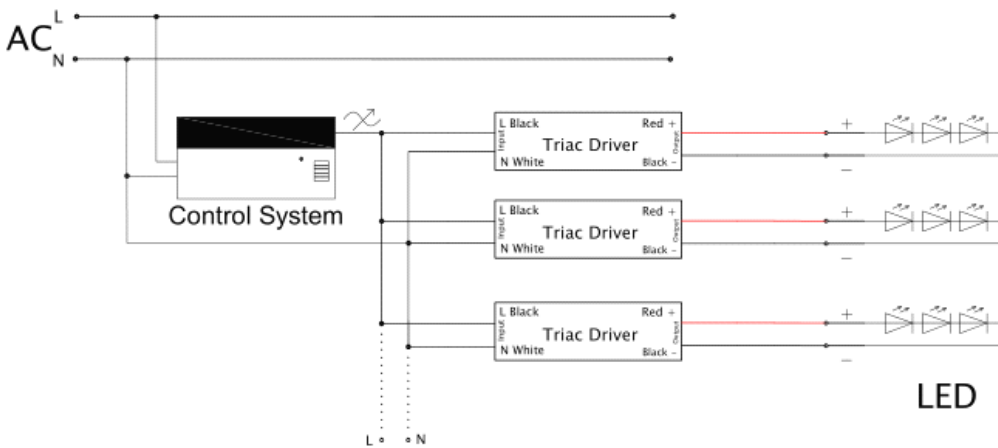 L
AC
N
Control System
L Black
Red +
Input
Triac Driver
Output
N White
Black -
+
−
L Black
Red +
Input
Triac Driver
Output
N White
Black -
+
−
L Black
Red +
Input
Triac Driver
Output
N White
Black -
+
−
LED
L
N